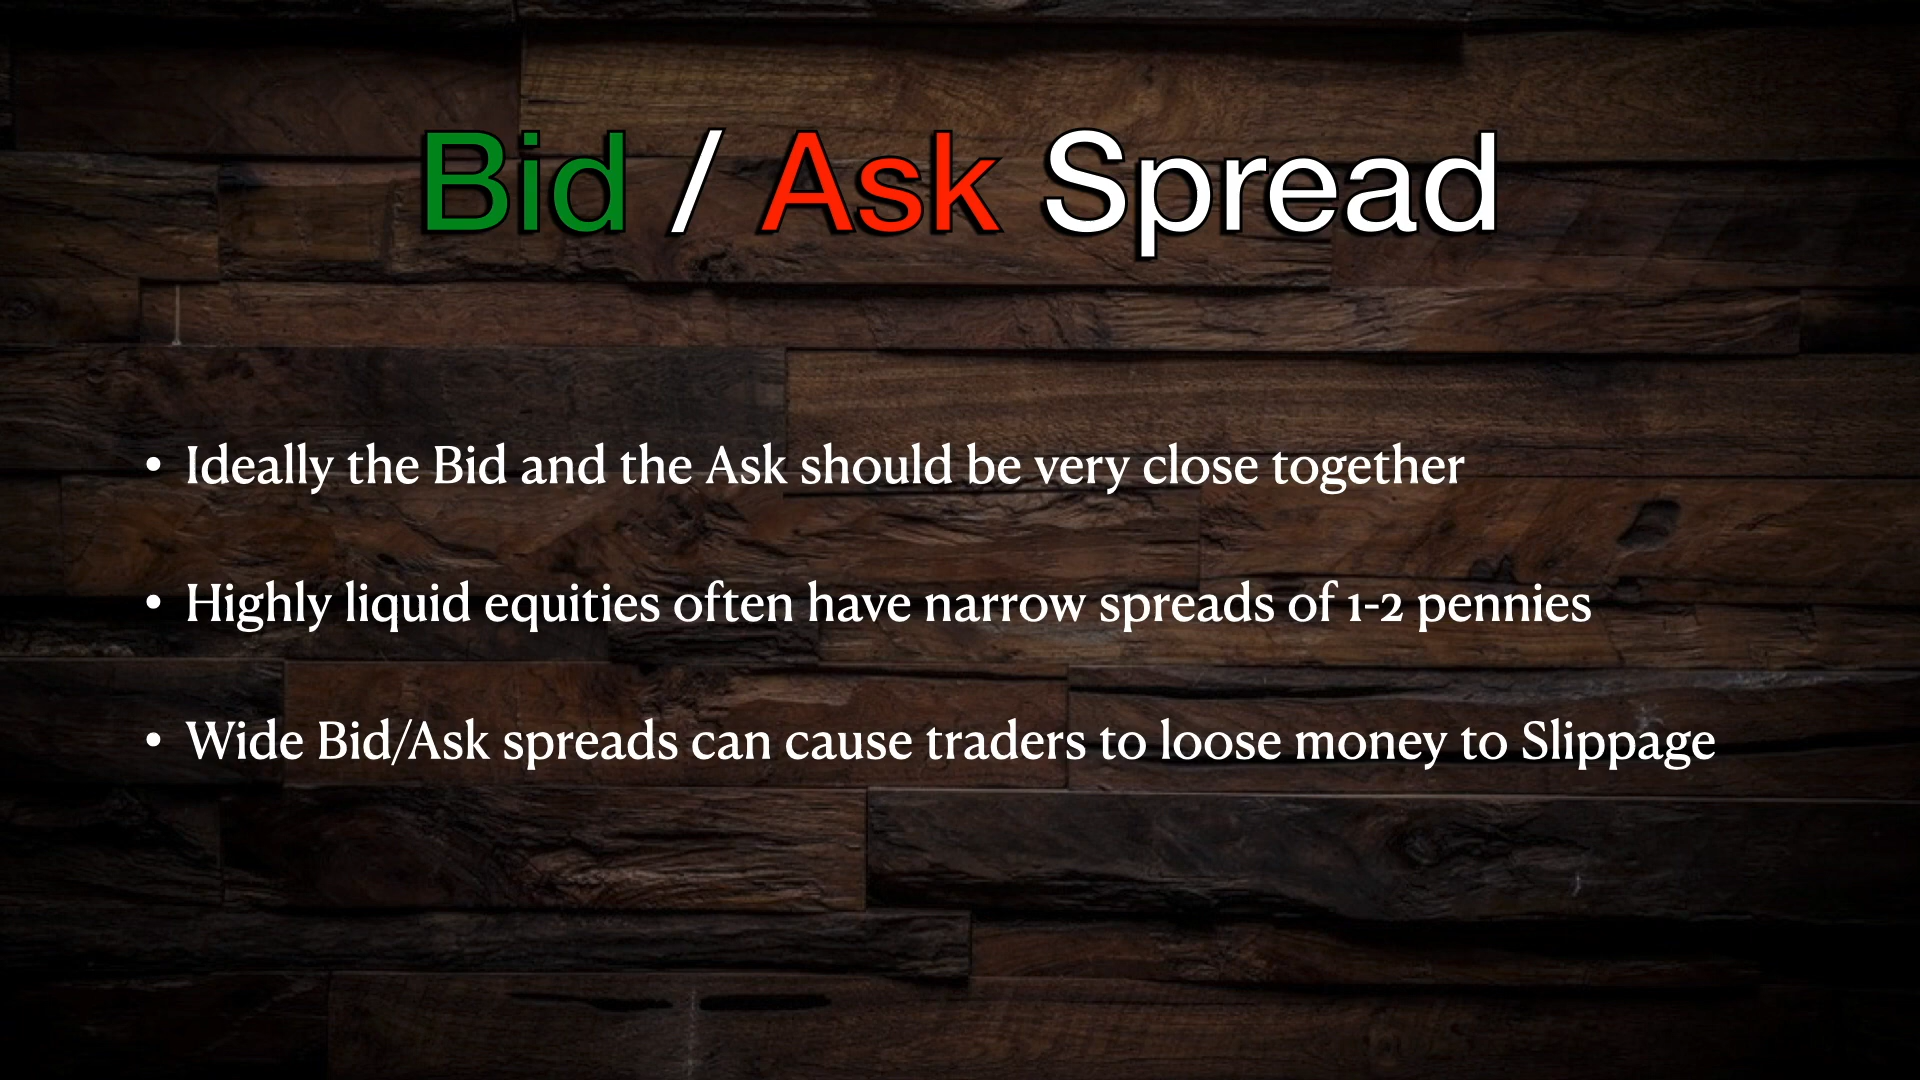 Bid / Ask Spread
• Ideally the Bid and the Ask should be very close together
• Highly liquid equities often have narrow spreads of 1-2 pennies
• Wide Bid/Ask spreads can cause traders to loose money to Slippage